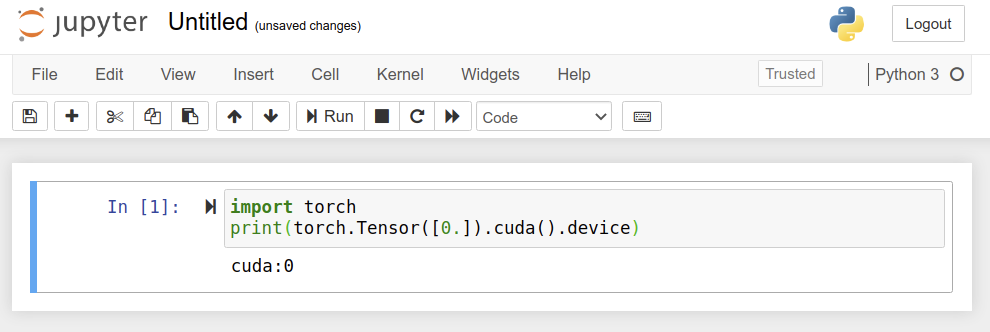 jupyter Untitled (unsaved changes) Logout
File Edit View Insert Cell Kernel Widgets Help Trusted Python 3
Run Code
In [1]: import torch
print(torch.Tensor([0.]).cuda().device)
cuda:0